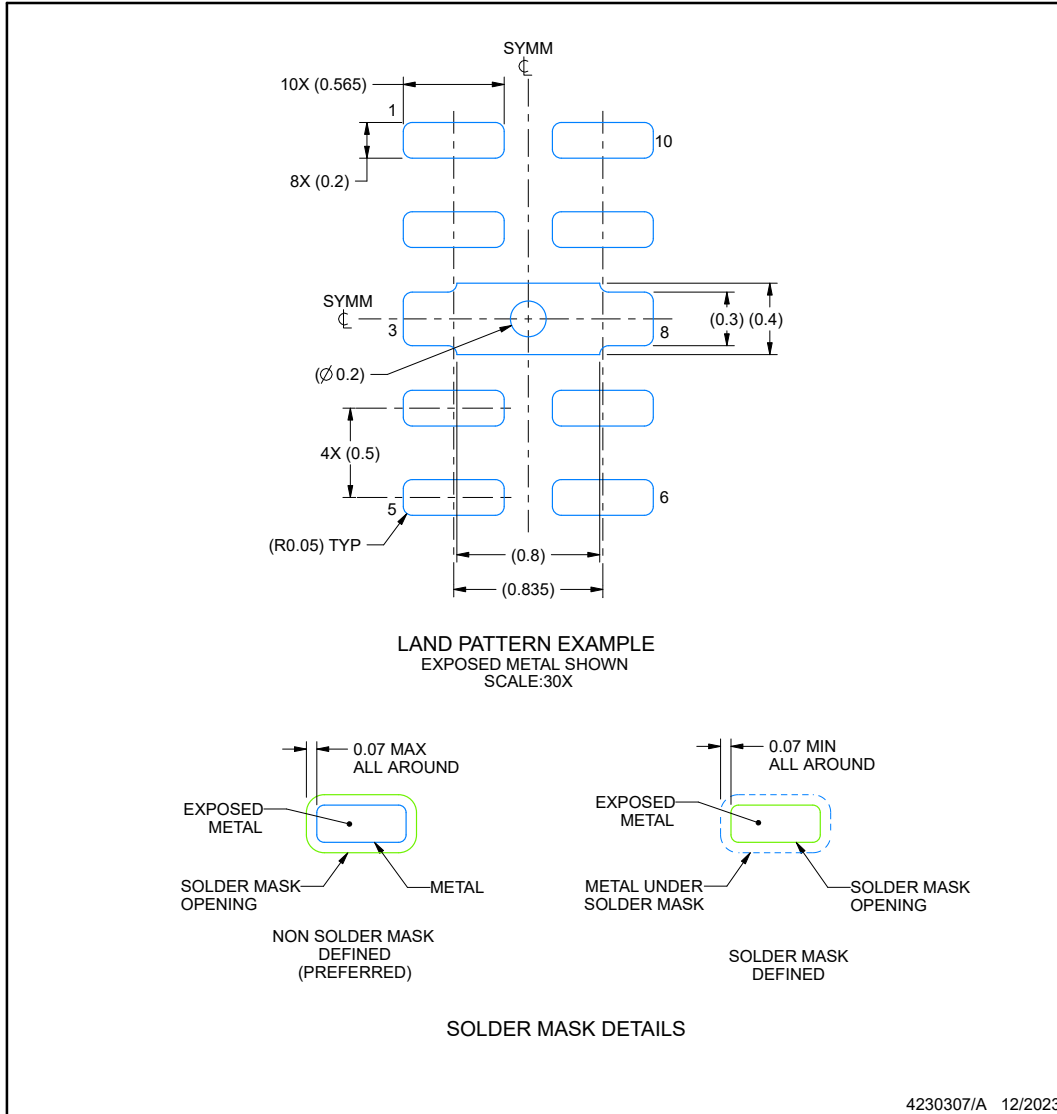 SYMM
℄
10X (0.565)
1
10
8X (0.2)
SYMM
℄
3
8
(0.3) (0.4)
(∅ 0.2)
4X (0.5)
5
6
(R0.05) TYP
(0.8)
(0.835)
LAND PATTERN EXAMPLE
EXPOSED METAL SHOWN
SCALE:30X
0.07 MAX
ALL AROUND
EXPOSED
METAL
SOLDER MASK
OPENING
METAL
NON SOLDER MASK
DEFINED
(PREFERRED)
0.07 MIN
ALL AROUND
EXPOSED
METAL
METAL UNDER
SOLDER MASK
SOLDER MASK
OPENING
SOLDER MASK
DEFINED
SOLDER MASK DETAILS
4230307/A 12/2023